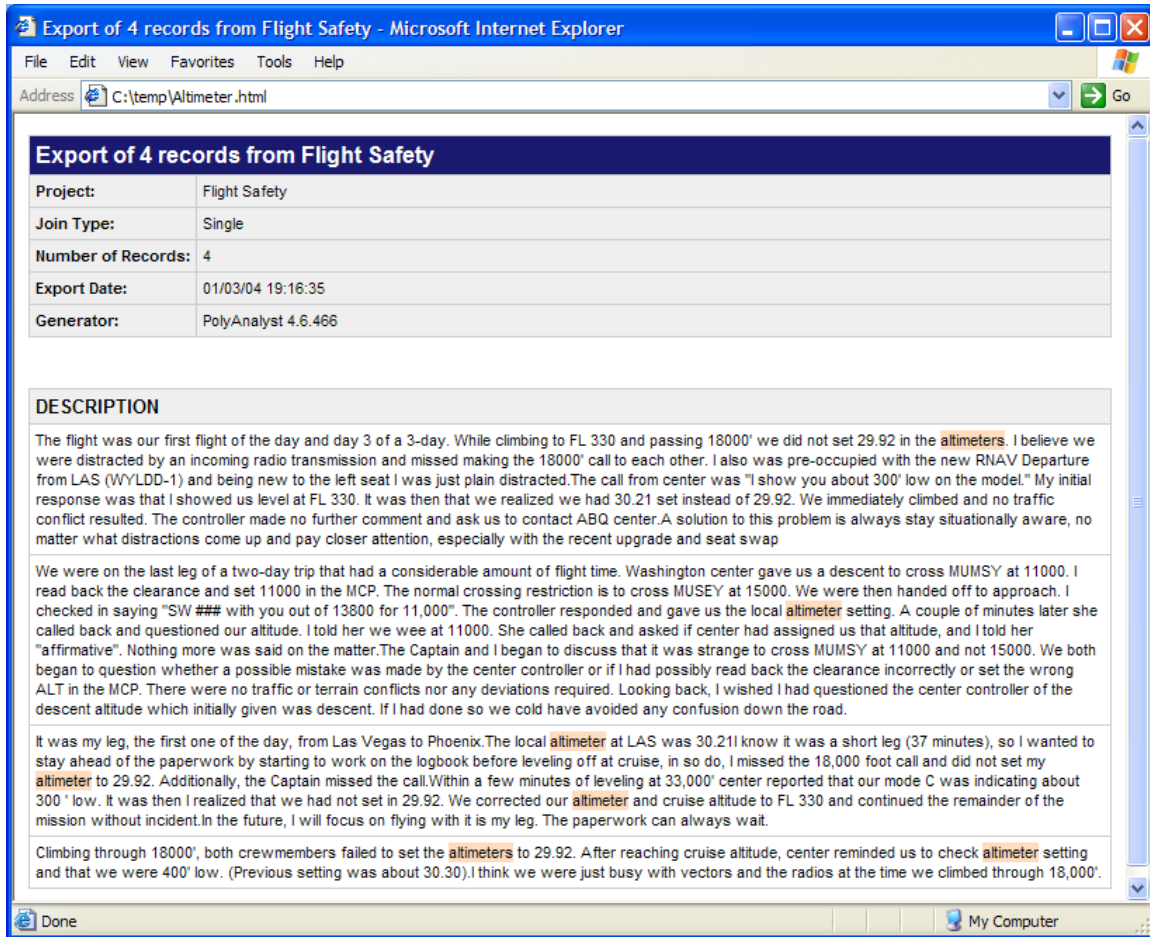 Export of 4 records from Flight Safety - Microsoft Internet Explorer
File Edit View Favorites Tools Help
Address C:\temp\Altimeter.html Go
Export of 4 records from Flight Safety
Project: Flight Safety
Join Type: Single
Number of Records: 4
Export Date: 01/03/04 19:16:35
Generator: PolyAnalyst 4.6.466
DESCRIPTION
The flight was our first flight of the day and day 3 of a 3-day. While climbing to FL 330 and passing 18000' we did not set 29.92 in the altimeters. I believe we
were distracted by an incoming radio transmission and missed making the 18000' call to each other. I also was pre-occupied with the new RNAV Departure
from LAS (WYLDD-1) and being new to the left seat I was just plain distracted.The call from center was "I show you about 300' low on the model." My initial
response was that I showed us level at FL 330. It was then that we realized we had 30.21 set instead of 29.92. We immediately climbed and no traffic
conflict resulted. The controller made no further comment and ask us to contact ABQ center.A solution to this problem is always stay situationally aware, no
matter what distractions come up and pay closer attention, especially with the recent upgrade and seat swap
We were on the last leg of a two-day trip that had a considerable amount of flight time. Washington center gave us a descent to cross MUMSY at 11000. I
read back the clearance and set 11000 in the MCP. The normal crossing restriction is to cross MUSEY at 15000. We were then handed off to approach. I
checked in saying "SW ### with you out of 13800 for 11,000". The controller responded and gave us the local altimeter setting. A couple of minutes later she
called back and questioned our altitude. I told her we wee at 11000. She called back and asked if center had assigned us that altitude, and I told her
"affirmative". Nothing more was said on the matter.The Captain and I began to discuss that it was strange to cross MUMSY at 11000 and not 15000. We both
began to question whether a possible mistake was made by the center controller or if I had possibly read back the clearance incorrectly or set the wrong
ALT in the MCP. There were no traffic or terrain conflicts nor any deviations required. Looking back, I wished I had questioned the center controller of the
descent altitude which initially given was descent. If I had done so we cold have avoided any confusion down the road.
It was my leg, the first one of the day, from Las Vegas to Phoenix.The local altimeter at LAS was 30.21I know it was a short leg (37 minutes), so I wanted to
stay ahead of the paperwork by starting to work on the logbook before leveling off at cruise, in so do, I missed the 18,000 foot call and did not set my
altimeter to 29.92. Additionally, the Captain missed the call.Within a few minutes of leveling at 33,000' center reported that our mode C was indicating about
300 ' low. It was then I realized that we had not set in 29.92. We corrected our altimeter and cruise altitude to FL 330 and continued the remainder of the
mission without incident.In the future, I will focus on flying with it is my leg. The paperwork can always wait.
Climbing through 18000', both crewmembers failed to set the altimeters to 29.92. After reaching cruise altitude, center reminded us to check altimeter setting
and that we were 400' low. (Previous setting was about 30.30).I think we were just busy with vectors and the radios at the time we climbed through 18,000'.
Done My Computer